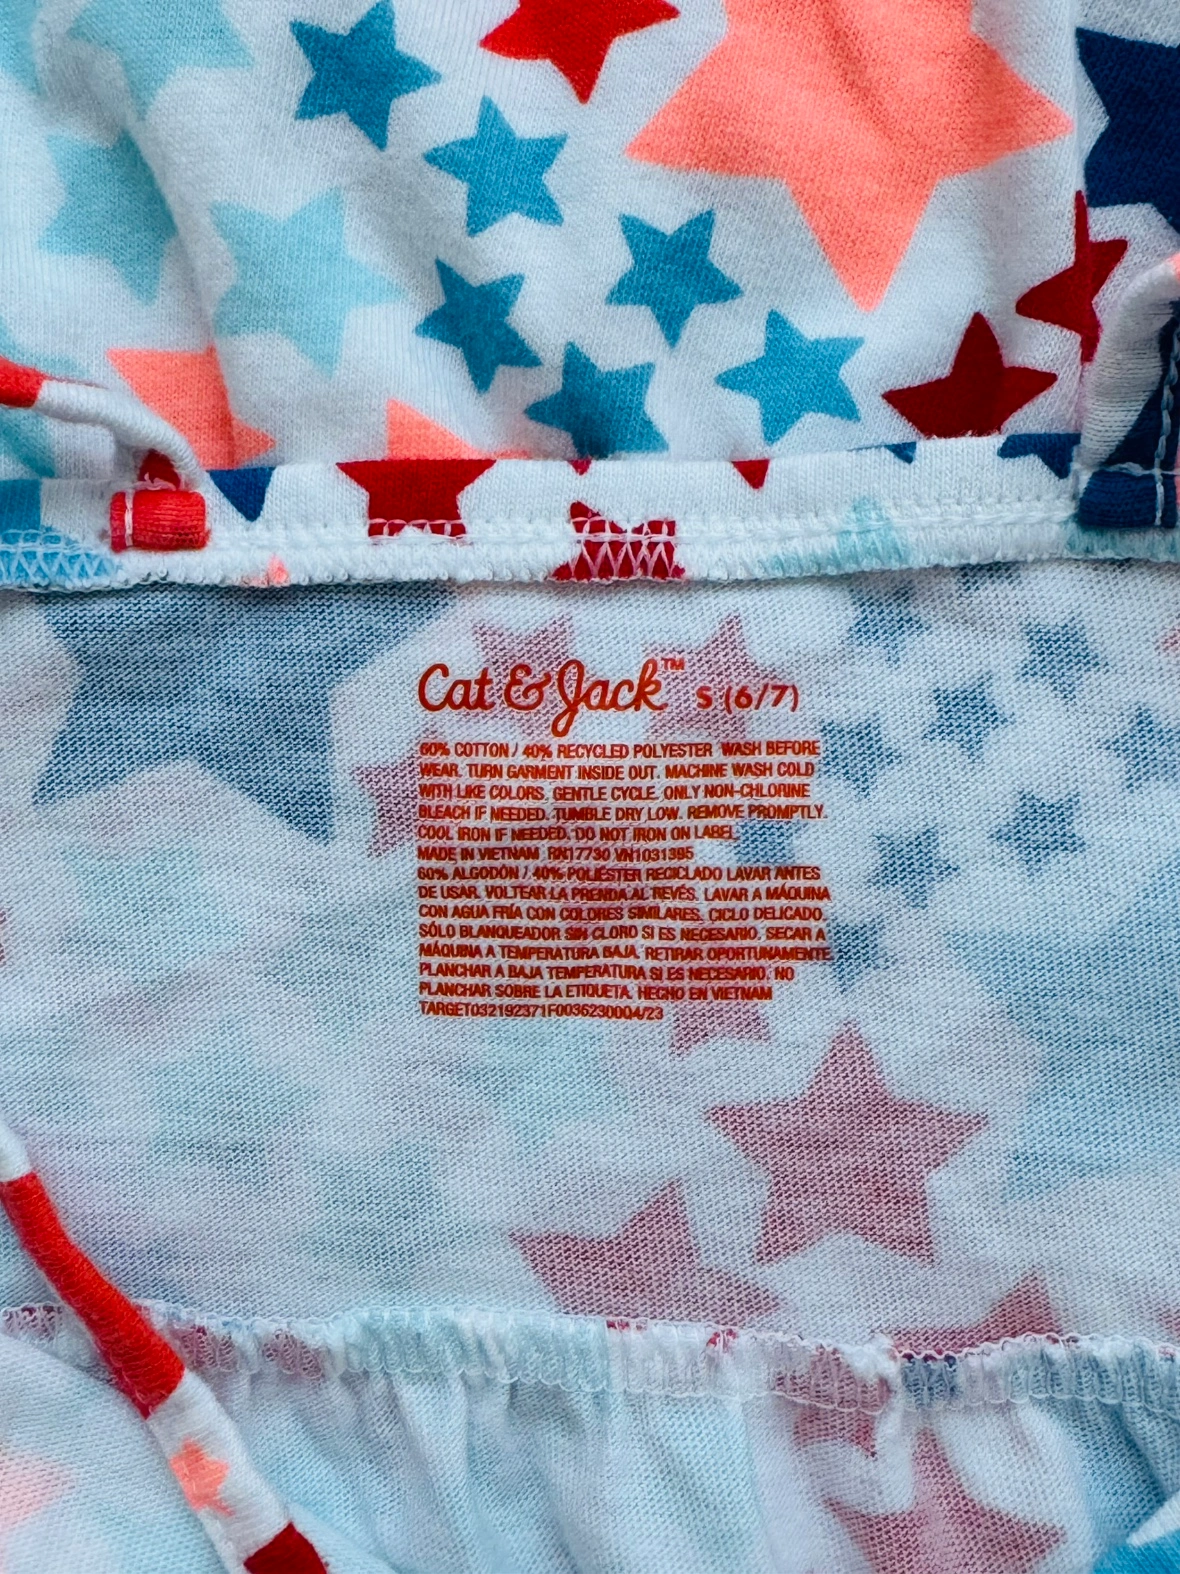 Cat & Jack™ S (6/7)
60% COTTON / 40% RECYCLED POLYESTER WASH BEFORE
WEAR. TURN GARMENT INSIDE OUT. MACHINE WASH COLD
WITH LIKE COLORS. GENTLE CYCLE. ONLY NON-CHLORINE
BLEACH IF NEEDED. TUMBLE DRY LOW. REMOVE PROMPTLY.
COOL IRON IF NEEDED. DO NOT IRON ON LABEL.
MADE IN VIETNAM RN17730 VN1031395
60% ALGODÓN / 40% POLIÉSTER RECICLADO LAVAR ANTES
DE USAR. VOLTEAR LA PRENDA AL REVÉS. LAVAR A MÁQUINA
CON AGUA FRÍA CON COLORES SIMILARES. CICLO DELICADO.
SÓLO BLANQUEADOR SIN CLORO SI ES NECESARIO. SECAR A
MÁQUINA A TEMPERATURA BAJA. RETIRAR OPORTUNAMENTE.
PLANCHAR A BAJA TEMPERATURA SI ES NECESARIO. NO
PLANCHAR SOBRE LA ETIQUETA. HECHO EN VIETNAM
TARGET032192371F0036230004/23